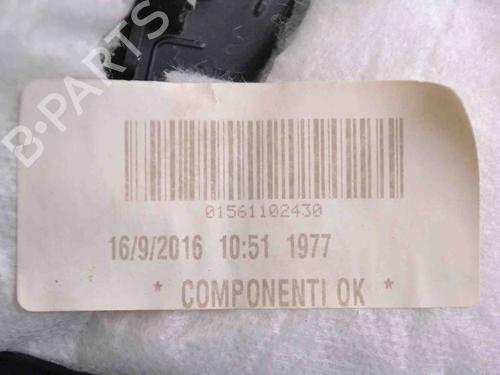 B-PARTS
01561102430
16/9/2016 10:51 1977
* COMPONENTI OK *